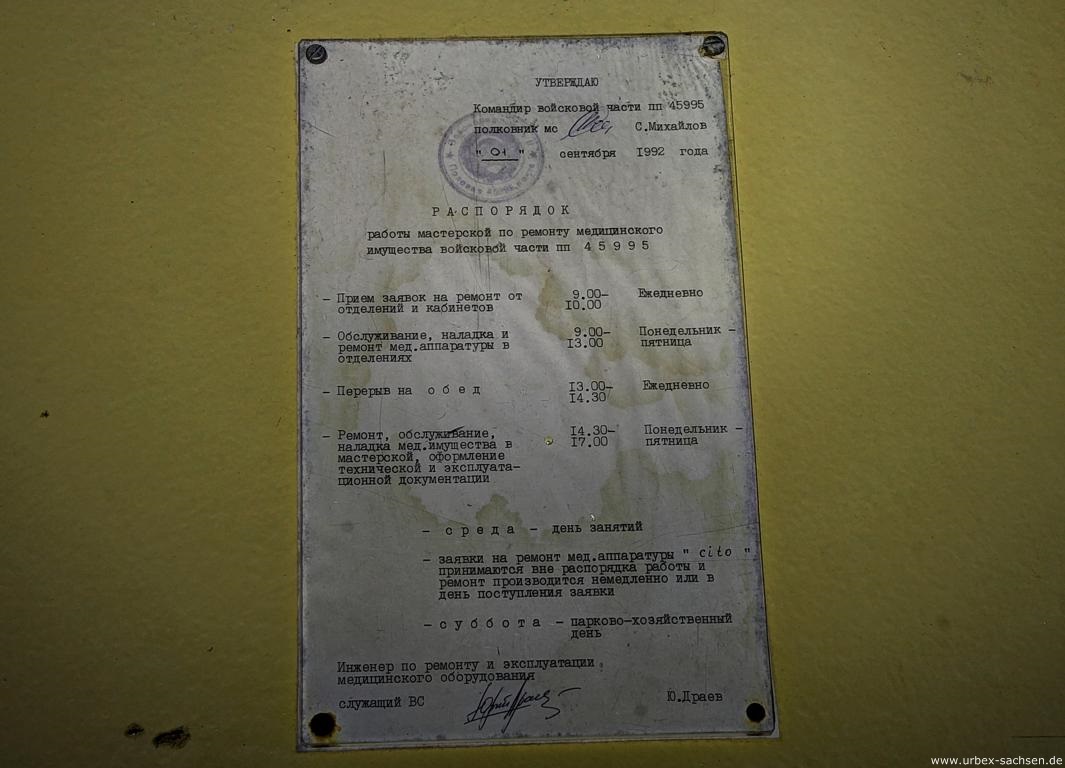 УТВЕРЖДАЮ
Командир войсковой части пп 45995
полковник мс С.Михайлов
" 01 " сентября 1992 года
Р А С П О Р Я Д О К
работы мастерской по ремонту медицинского
имущества войсковой части пп 4 5 9 9 5
– Прием заявок на ремонт от 9.00– Ежедневно
отделений и кабинетов 10.00
– Обслуживание, наладка и 9.00– Понедельник –
ремонт мед.аппаратуры в 13.00 пятница
отделениях
– Перерыв на о б е д 13.00– Ежедневно
14.30
– Ремонт, обслуживание, 14.30– Понедельник –
наладка мед.имущества в 17.00 пятница
мастерской, оформление
технической и эксплуата–
ционной документации
– с р е д а – день занятий
– заявки на ремонт мед.аппаратуры " cito "
принимаются вне распорядка работы и
ремонт производится немедленно или в
день поступления заявки
– с у б б о т а – парково-хозяйственный
день
Инженер по ремонту и эксплуатации
медицинского оборудования
служащий ВС Ю.Драев
www.urbex-sachsen.de